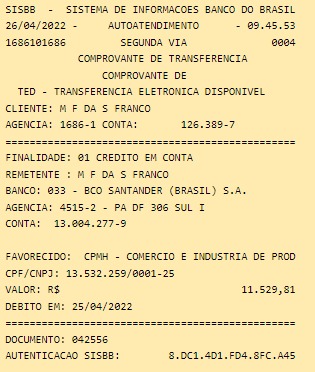 SISBB  -  SISTEMA DE INFORMACOES BANCO DO BRASIL
26/04/2022 -     AUTOATENDIMENTO      - 09.45.53
1686101686         SEGUNDA VIA              0004
COMPROVANTE DE TRANSFERENCIA
COMPROVANTE DE
TED - TRANSFERENCIA ELETRONICA DISPONIVEL
CLIENTE: M F DA S FRANCO
AGENCIA: 1686-1 CONTA:       126.389-7
================================================
FINALIDADE: 01 CREDITO EM CONTA
REMETENTE : M F DA S FRANCO
BANCO: 033 - BCO SANTANDER (BRASIL) S.A.
AGENCIA: 4515-2 - PA DF 306 SUL I
CONTA:  13.004.277-9
FAVORECIDO:  CPMH - COMERCIO E INDUSTRIA DE PROD
CPF/CNPJ: 13.532.259/0001-25
VALOR: R$                              11.529,81
DEBITO EM: 25/04/2022
================================================
DOCUMENTO: 042556
AUTENTICACAO SISBB:        8.DC1.4D1.FD4.8FC.A45